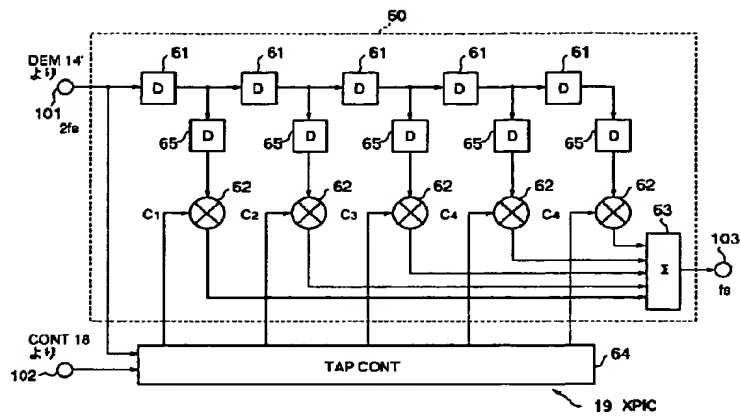 60
DEM 14'
より
61 61 61 61 61
D D D D D
101
2fs
65 65 65 65 65
D D D D D
62 62 62 62 62
C1 C2 C3 C4 C4
63
Σ
103
fs
CONT 18
より
102
TAP CONT
64
19 XPIC